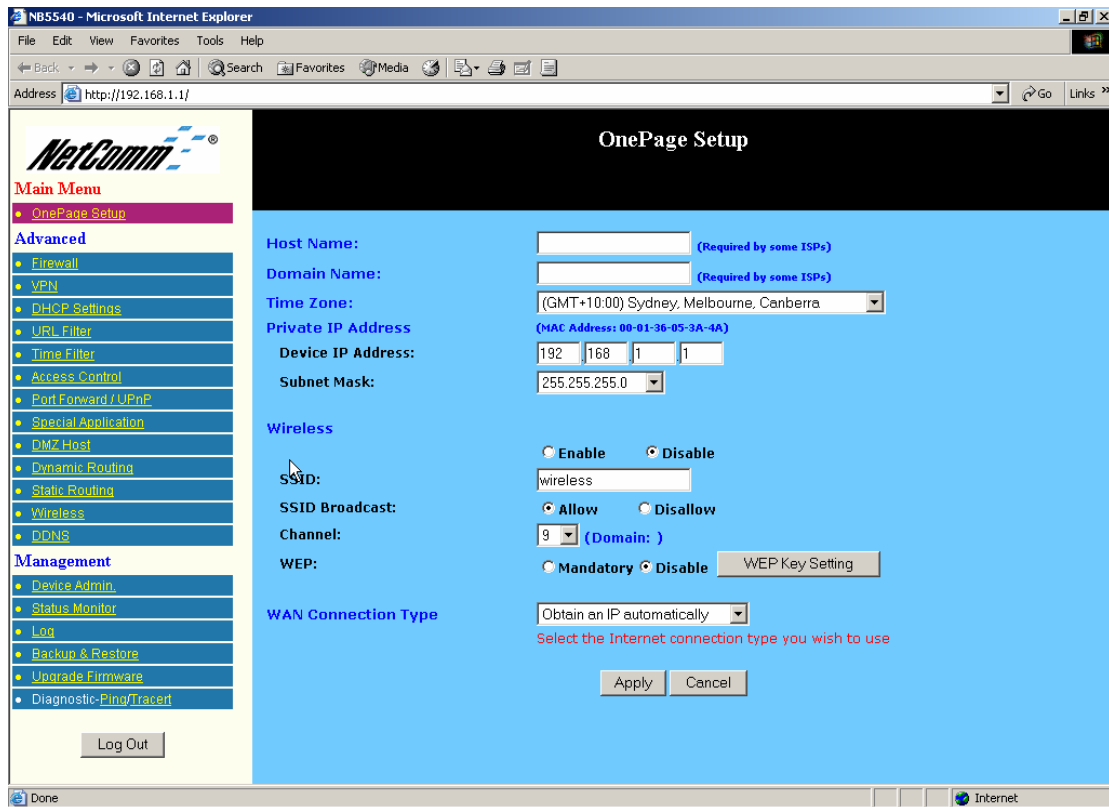 NB5540 - Microsoft Internet Explorer
File Edit View Favorites Tools Help
Back Search Favorites Media
Address http://192.168.1.1/ Go Links »
NetComm ®
OnePage Setup
Main Menu
OnePage Setup
Advanced
Firewall
VPN
DHCP Settings
URL Filter
Time Filter
Access Control
Port Forward / UPnP
Special Application
DMZ Host
Dynamic Routing
Static Routing
Wireless
DDNS
Management
Device Admin.
Status Monitor
Log
Backup & Restore
Upgrade Firmware
Diagnostic-Ping/Tracert
Log Out
Host Name: (Required by some ISPs)
Domain Name: (Required by some ISPs)
Time Zone: (GMT+10:00) Sydney, Melbourne, Canberra
Private IP Address (MAC Address: 00-01-36-05-3A-4A)
Device IP Address: 192 .168 .1 .1
Subnet Mask: 255.255.255.0
Wireless
Enable Disable
SSID: wireless
SSID Broadcast: Allow Disallow
Channel: 9 (Domain: )
WEP: Mandatory Disable WEP Key Setting
WAN Connection Type Obtain an IP automatically
Select the Internet connection type you wish to use
Apply Cancel
Done Internet